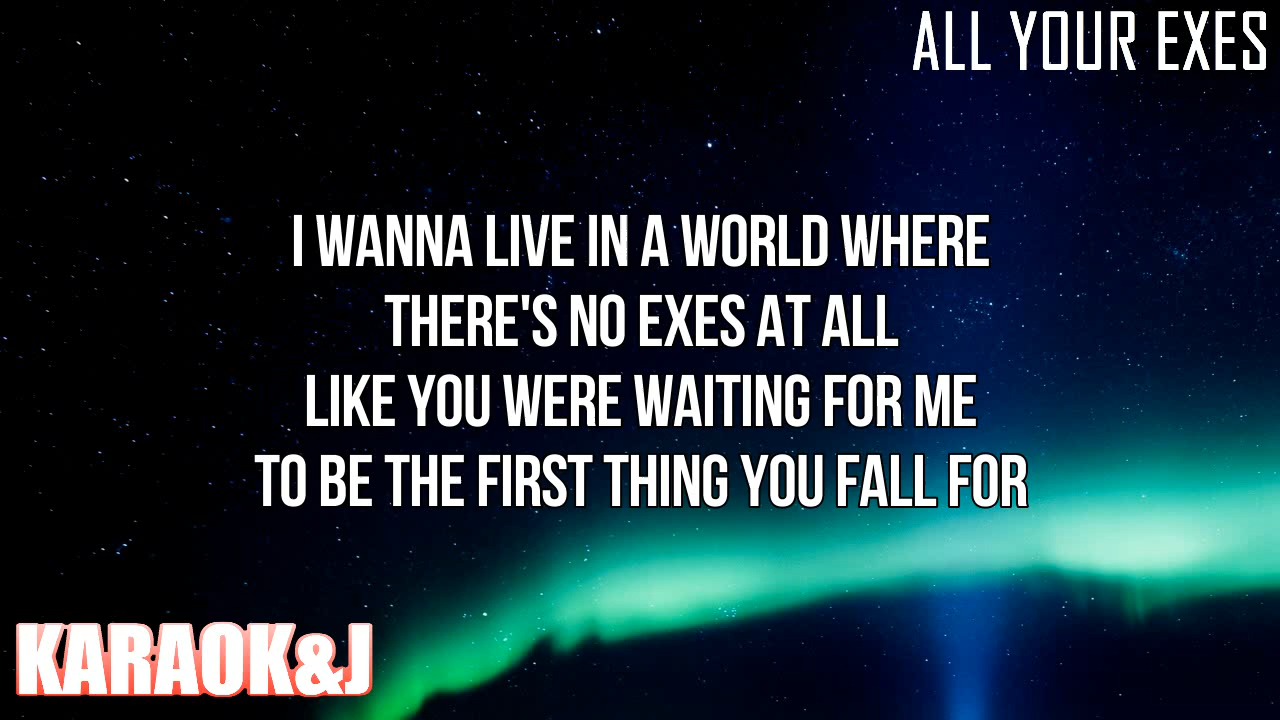 ALL YOUR EXES
I WANNA LIVE IN A WORLD WHERE
THERE'S NO EXES AT ALL
LIKE YOU WERE WAITING FOR ME
TO BE THE FIRST THING YOU FALL FOR
KARAOK&J